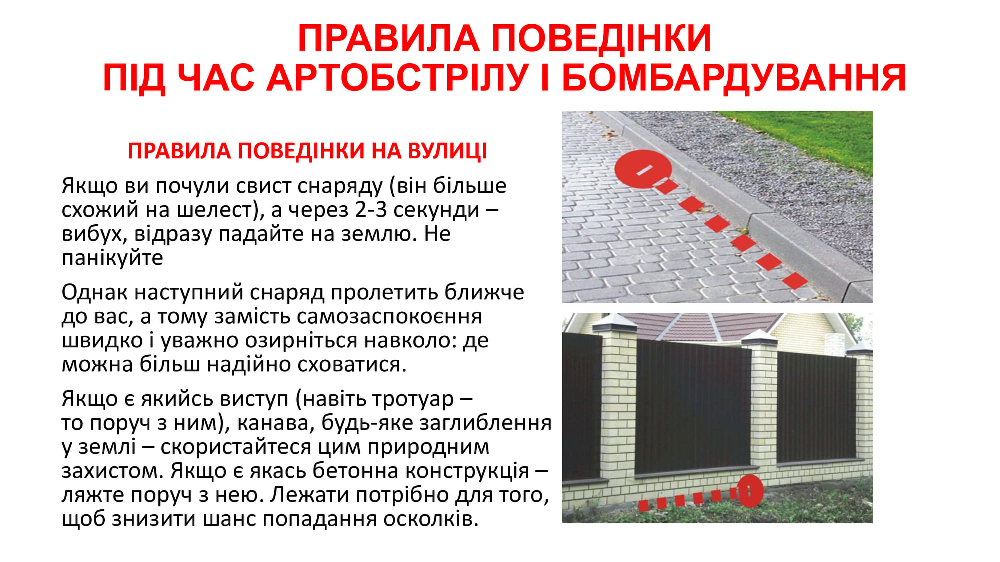 ПРАВИЛА ПОВЕДІНКИ
ПІД ЧАС АРТОБСТРІЛУ І БОМБАРДУВАННЯ
ПРАВИЛА ПОВЕДІНКИ НА ВУЛИЦІ
Якщо ви почули свист снаряду (він більше
схожий на шелест), а через 2-3 секунди –
вибух, відразу падайте на землю. Не
панікуйте
Однак наступний снаряд пролетить ближче
до вас, а тому замість самозаспокоєння
швидко і уважно озирніться навколо: де
можна більш надійно сховатися.
Якщо є якийсь виступ (навіть тротуар –
то поруч з ним), канава, будь-яке заглиблення
у землі – скористайтеся цим природним
захистом. Якщо є якась бетонна конструкція –
ляжте поруч з нею. Лежати потрібно для того,
щоб знизити шанс попадання осколків.